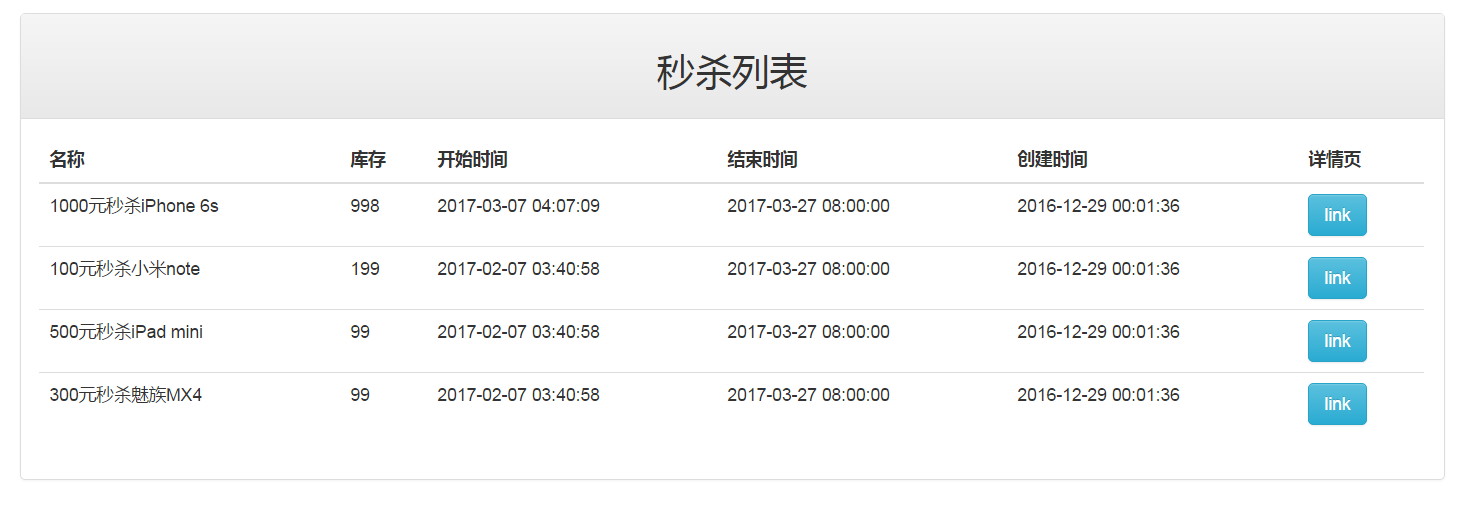 秒杀列表
名称 库存 开始时间 结束时间 创建时间 详情页
1000元秒杀iPhone 6s 998 2017-03-07 04:07:09 2017-03-27 08:00:00 2016-12-29 00:01:36 link
100元秒杀小米note 199 2017-02-07 03:40:58 2017-03-27 08:00:00 2016-12-29 00:01:36 link
500元秒杀iPad mini 99 2017-02-07 03:40:58 2017-03-27 08:00:00 2016-12-29 00:01:36 link
300元秒杀魅族MX4 99 2017-02-07 03:40:58 2017-03-27 08:00:00 2016-12-29 00:01:36 link